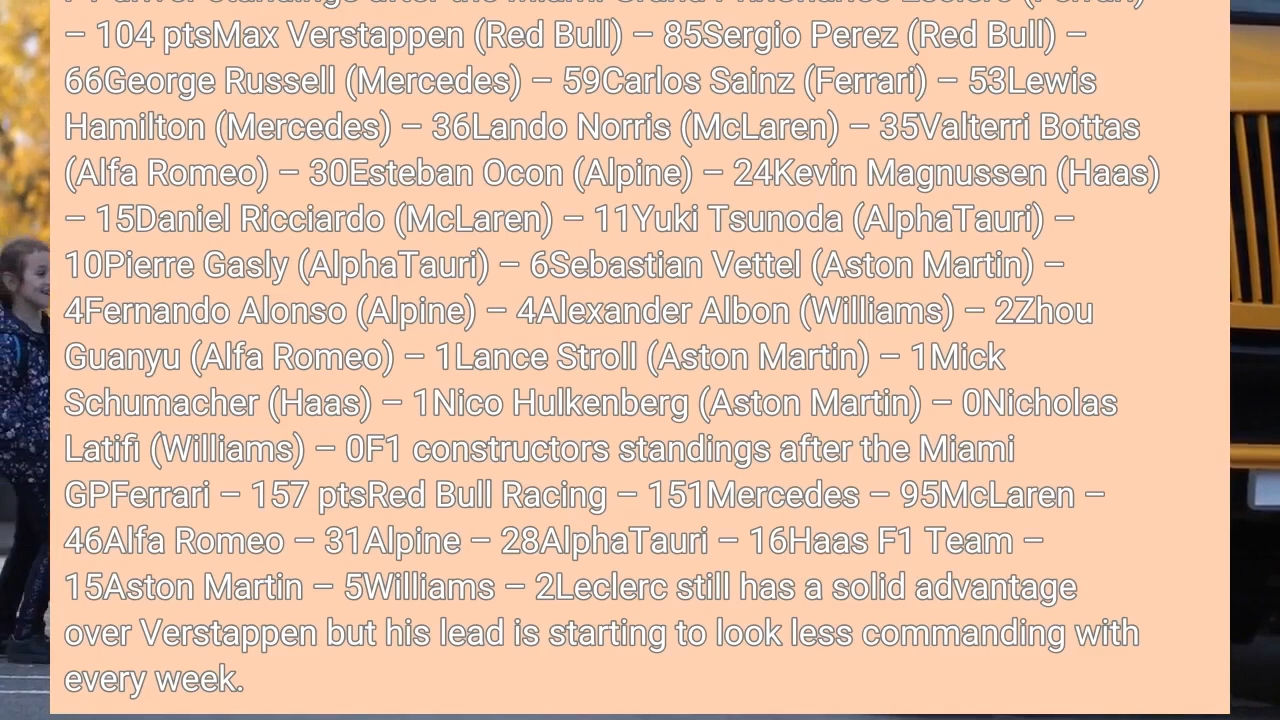 – 104 ptsMax Verstappen (Red Bull) – 85Sergio Perez (Red Bull) –
66George Russell (Mercedes) – 59Carlos Sainz (Ferrari) – 53Lewis
Hamilton (Mercedes) – 36Lando Norris (McLaren) – 35Valterri Bottas
(Alfa Romeo) – 30Esteban Ocon (Alpine) – 24Kevin Magnussen (Haas)
– 15Daniel Ricciardo (McLaren) – 11Yuki Tsunoda (AlphaTauri) –
10Pierre Gasly (AlphaTauri) – 6Sebastian Vettel (Aston Martin) –
4Fernando Alonso (Alpine) – 4Alexander Albon (Williams) – 2Zhou
Guanyu (Alfa Romeo) – 1Lance Stroll (Aston Martin) – 1Mick
Schumacher (Haas) – 1Nico Hulkenberg (Aston Martin) – 0Nicholas
Latifi (Williams) – 0F1 constructors standings after the Miami
GPFerrari – 157 ptsRed Bull Racing – 151Mercedes – 95McLaren –
46Alfa Romeo – 31Alpine – 28AlphaTauri – 16Haas F1 Team –
15Aston Martin – 5Williams – 2Leclerc still has a solid advantage
over Verstappen but his lead is starting to look less commanding with
every week.